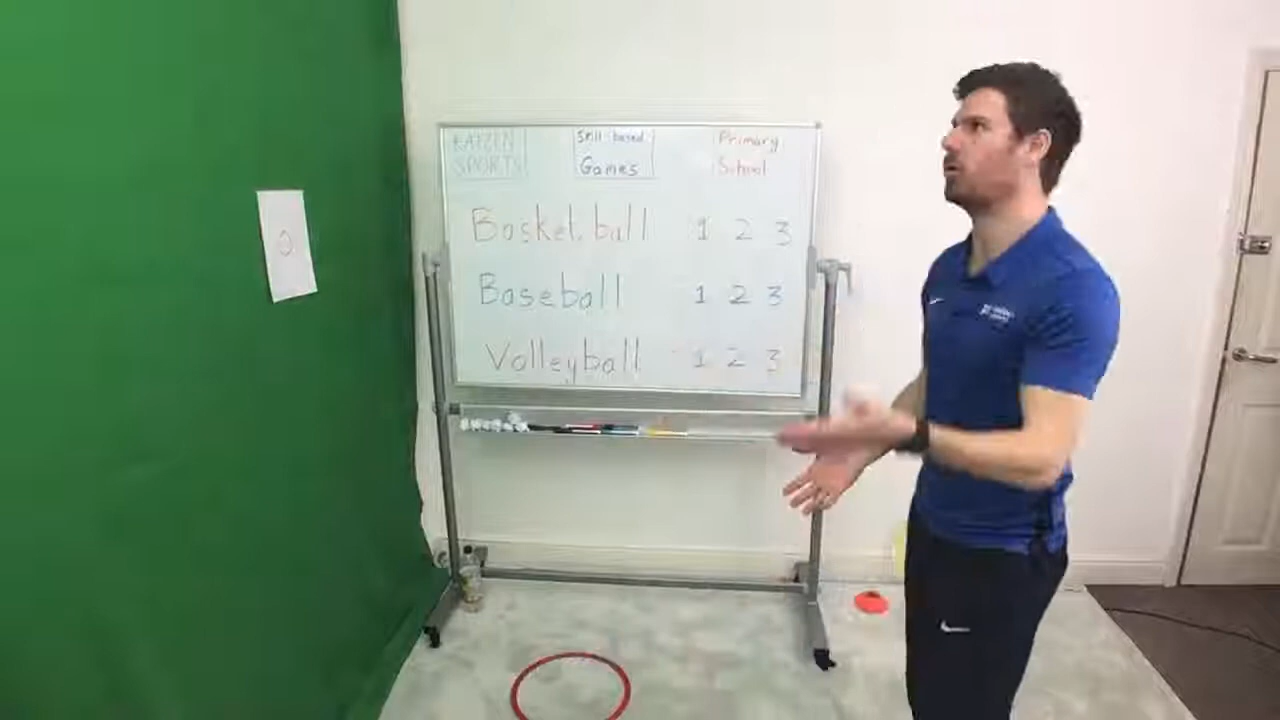 KAIZEN
SPORTS
Skill based
Games
Primary
School
Basketball 1 2 3
Baseball 1 2 3
Volleyball 1 2 3